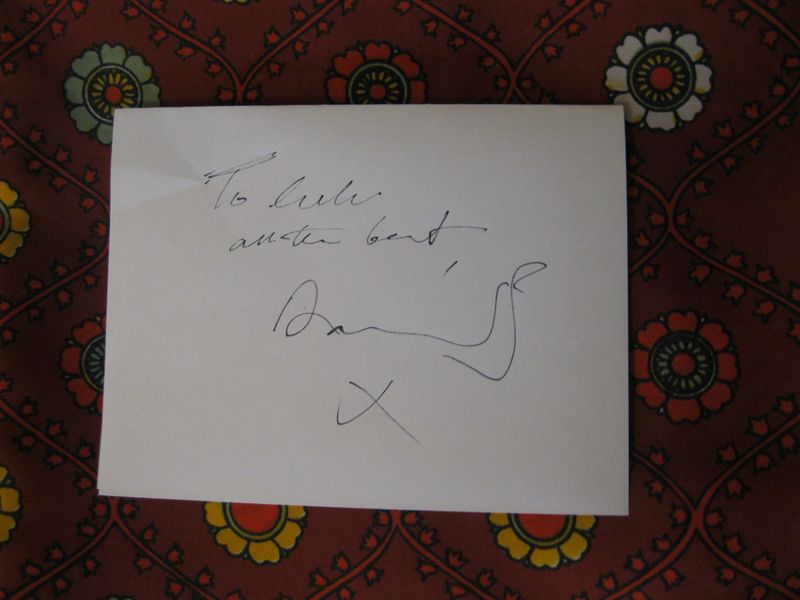 To Lulu
all the best,